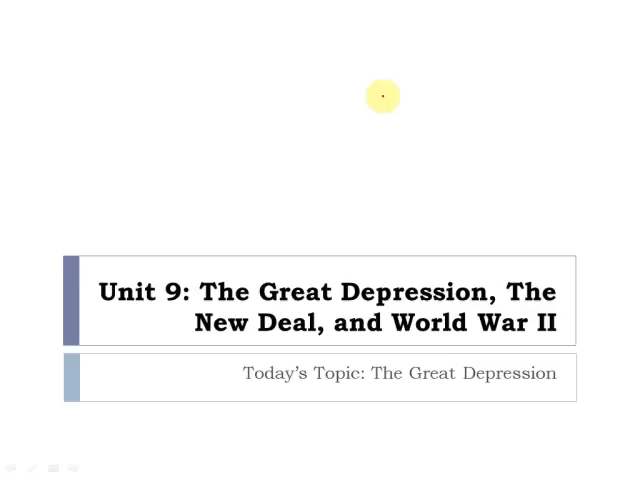 Unit 9: The Great Depression, The
New Deal, and World War II
Today's Topic: The Great Depression